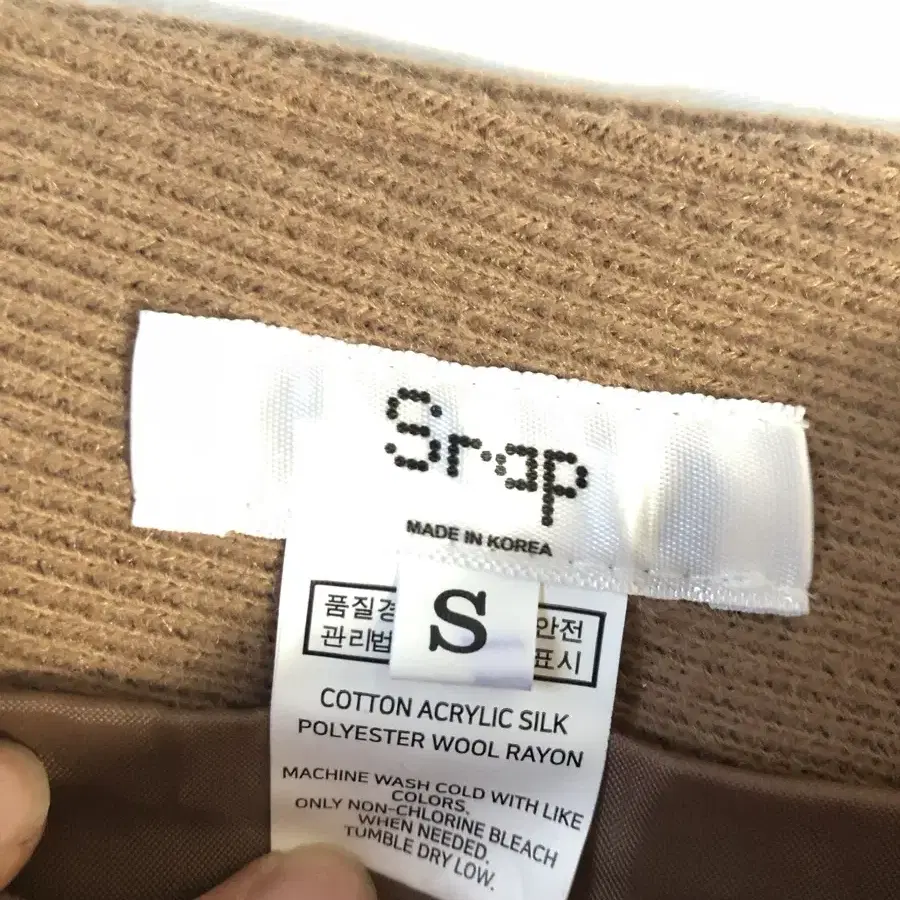 Srap
MADE IN KOREA
S
품질경 안전
관리법 표시
COTTON ACRYLIC SILK
POLYESTER WOOL RAYON
MACHINE WASH COLD WITH LIKE
COLORS.
ONLY NON-CHLORINE BLEACH
WHEN NEEDED.
TUMBLE DRY LOW.